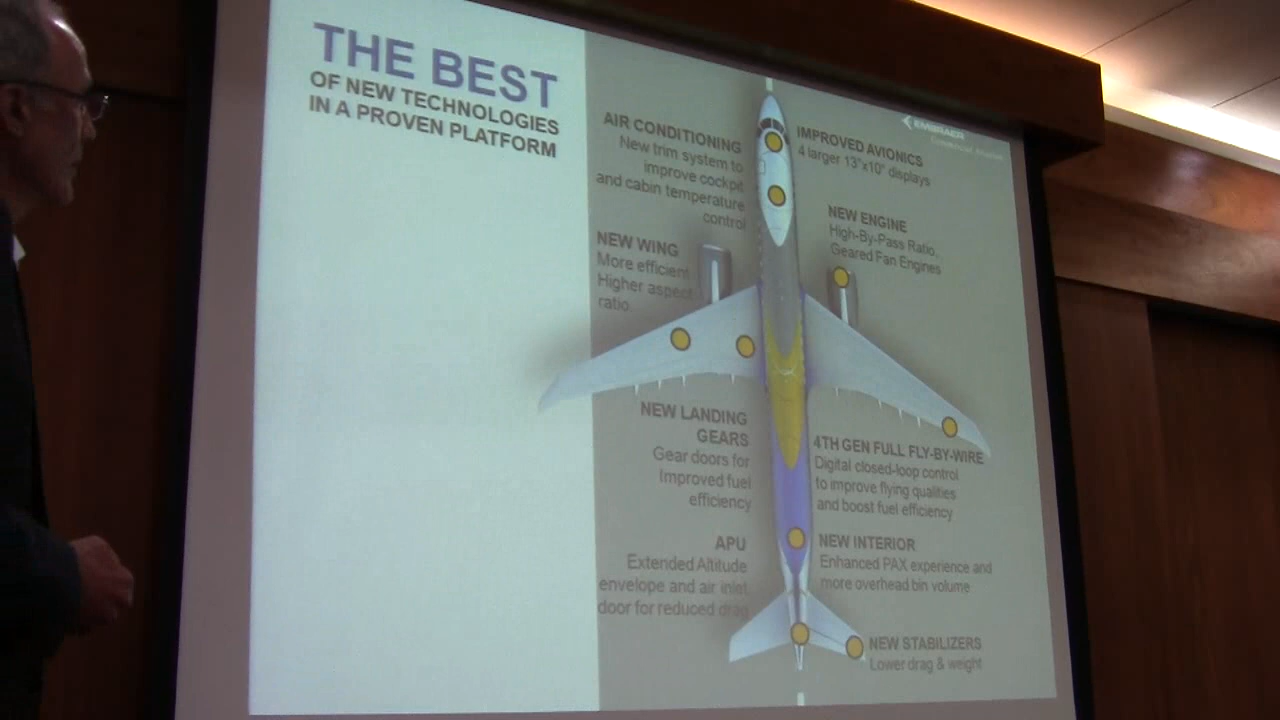 THE BEST
OF NEW TECHNOLOGIES
IN A PROVEN PLATFORM
EMBRAER
AIR CONDITIONING
New trim system to
improve cockpit
and cabin temperature
control
IMPROVED AVIONICS
4 larger 13"x10" displays
NEW WING
More efficient
Higher aspect
ratio
NEW ENGINE
High-By-Pass Ratio,
Geared Fan Engines
NEW LANDING
GEARS
Gear doors for
Improved fuel
efficiency
4TH GEN FULL FLY-BY-WIRE
Digital closed-loop control
to improve flying qualities
and boost fuel efficiency
APU
Extended Altitude
envelope and air inlet
door for reduced drag
NEW INTERIOR
Enhanced PAX experience and
more overhead bin volume
NEW STABILIZERS
Lower drag & weight